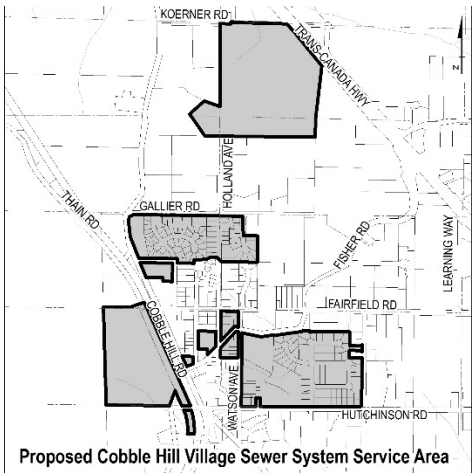 KOERNER RD
TRANS-CANADA HWY
N
HOLLAND AVE
THAIN RD
GALLIER RD
FISHER RD
LEARNING WAY
COBBLE HILL RD
FAIRFIELD RD
WATSON AVE
HUTCHINSON RD
Proposed Cobble Hill Village Sewer System Service Area